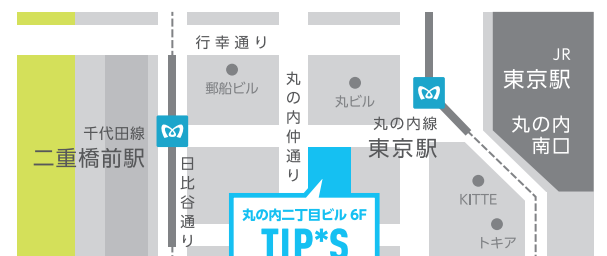 行幸通り
JR
東京駅
丸の内
南口
郵船ビル
丸の内仲通り
丸ビル
千代田線
二重橋前駅
丸の内線
東京駅
日比谷通り
KITTE
丸の内二丁目ビル 6F
TIP*S
トキア